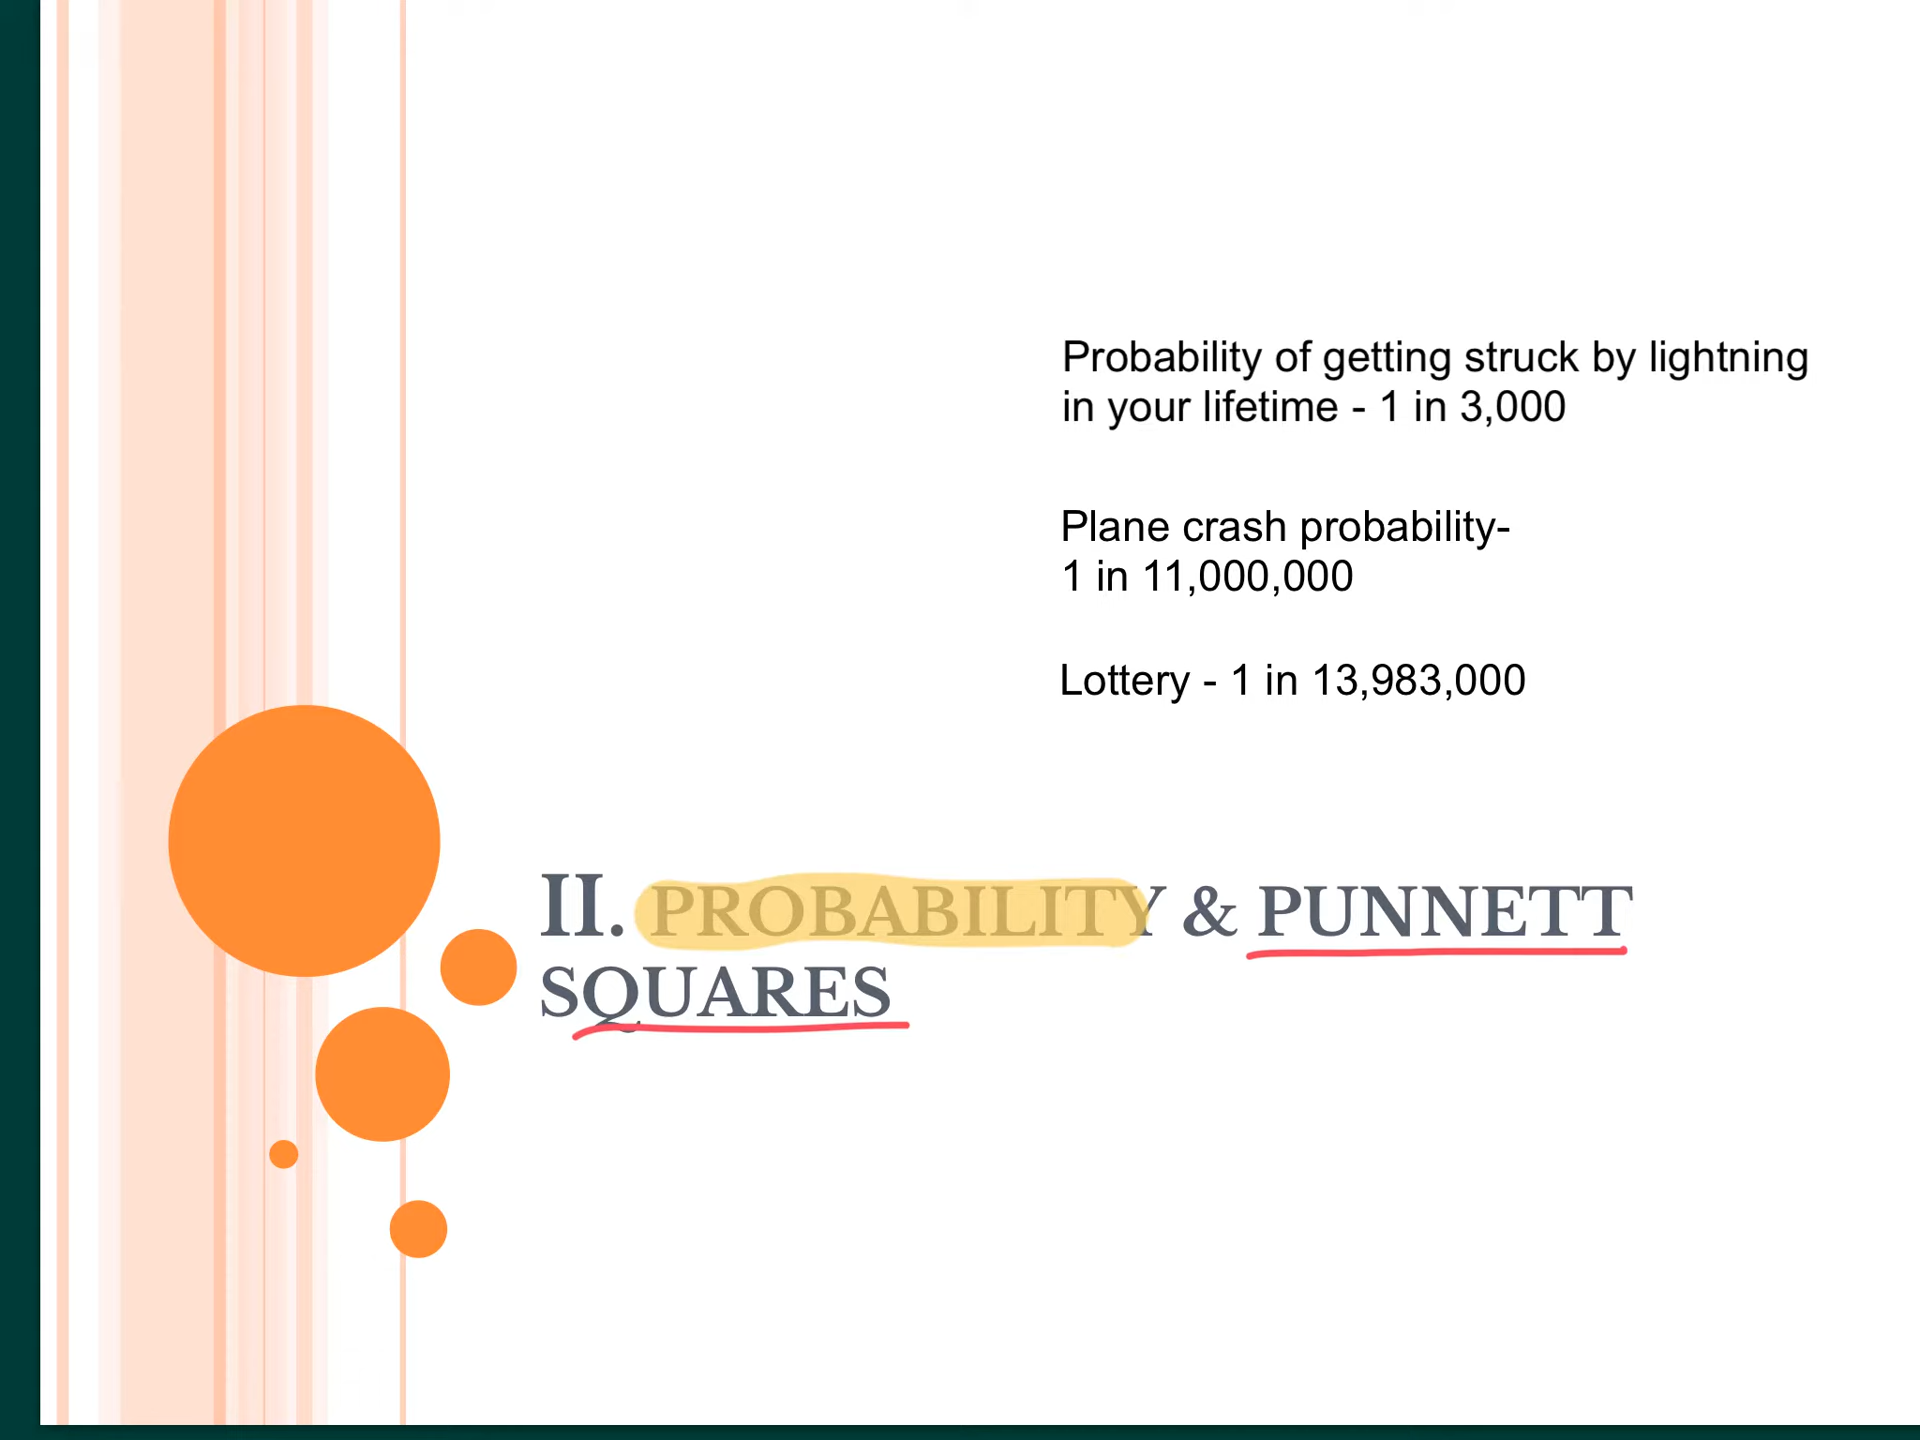 Probability of getting struck by lightning
in your lifetime - 1 in 3,000
Plane crash probability-
1 in 11,000,000
Lottery - 1 in 13,983,000
II. PROBABILITY & PUNNETT
SQUARES